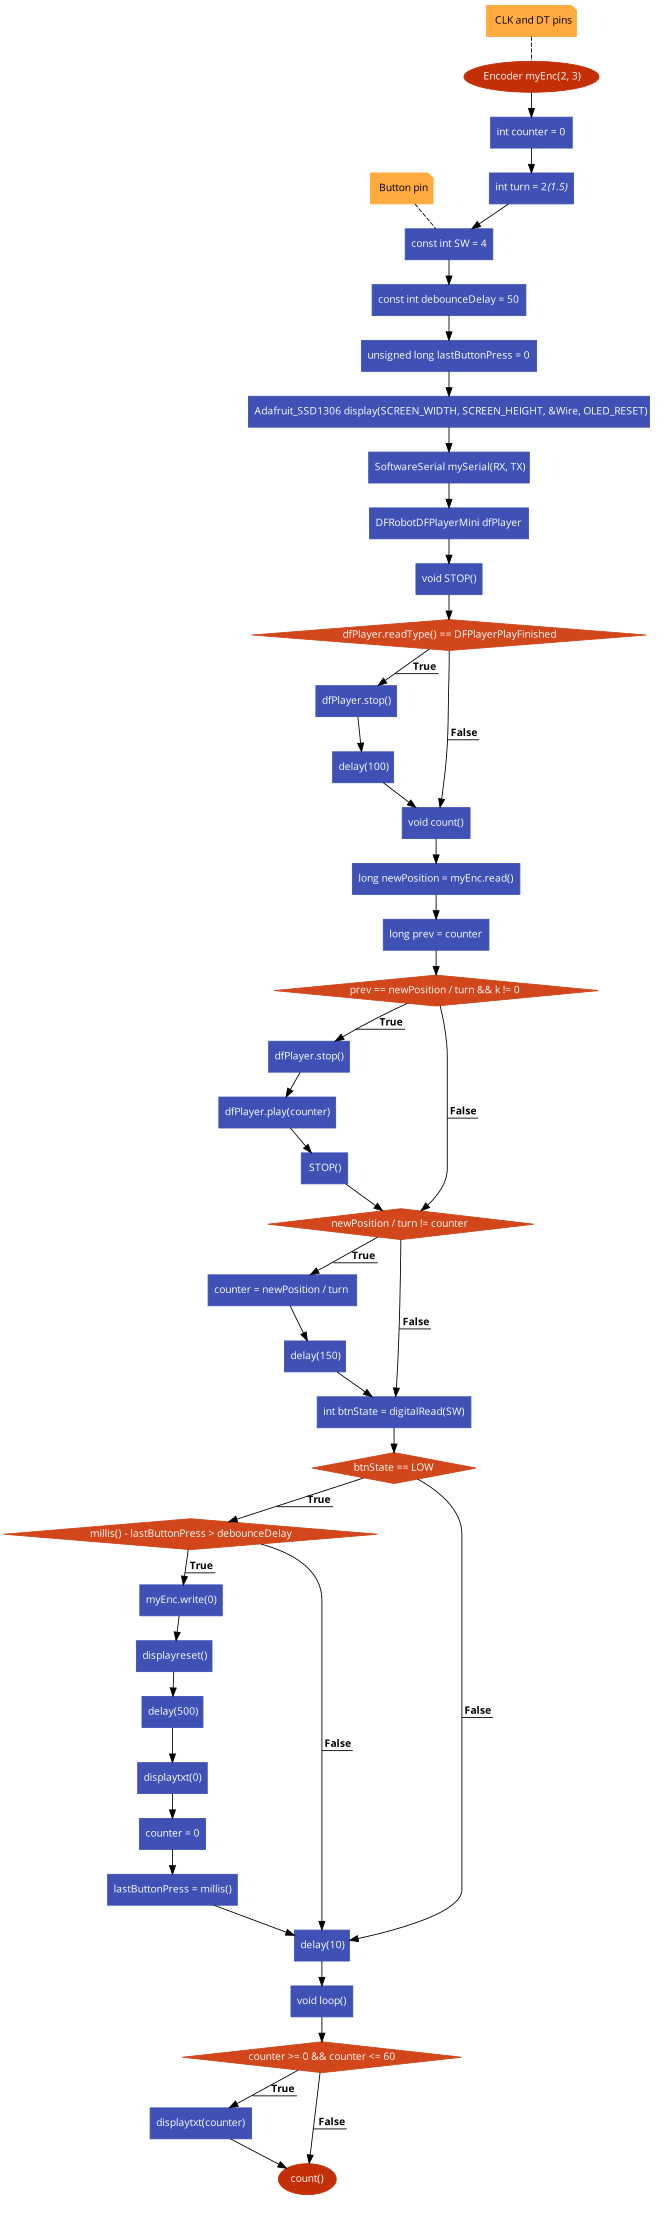 CLK and DT pins
Encoder myEnc(2, 3)
int counter = 0
int turn = 2(1.5)
Button pin
const int SW = 4
const int debounceDelay = 50
unsigned long lastButtonPress = 0
Adafruit_SSD1306 display(SCREEN_WIDTH, SCREEN_HEIGHT, &Wire, OLED_RESET)
SoftwareSerial mySerial(RX, TX)
DFRobotDFPlayerMini dfPlayer
void STOP()
dfPlayer.readType() == DFPlayerPlayFinished
True
dfPlayer.stop()
False
delay(100)
void count()
long newPosition = myEnc.read()
long prev = counter
prev == newPosition / turn && k != 0
True
dfPlayer.stop()
dfPlayer.play(counter)
False
STOP()
newPosition / turn != counter
True
counter = newPosition / turn
False
delay(150)
int btnState = digitalRead(SW)
btnState == LOW
True
millis() - lastButtonPress > debounceDelay
True
myEnc.write(0)
displayreset()
delay(500)
False
False
displaytxt(0)
counter = 0
lastButtonPress = millis()
delay(10)
void loop()
counter >= 0 && counter <= 60
True
displaytxt(counter)
False
count()